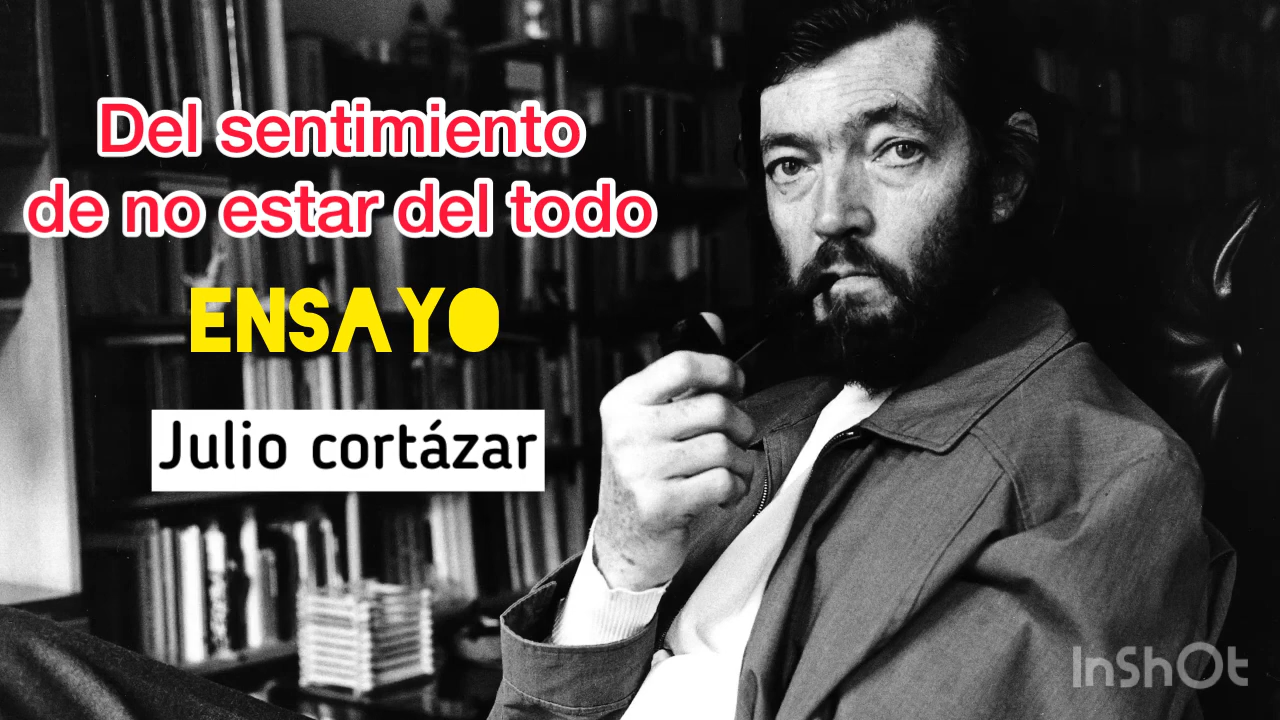 Del sentimiento
de no estar del todo
ENSAYO
Julio cortázar
InShOt